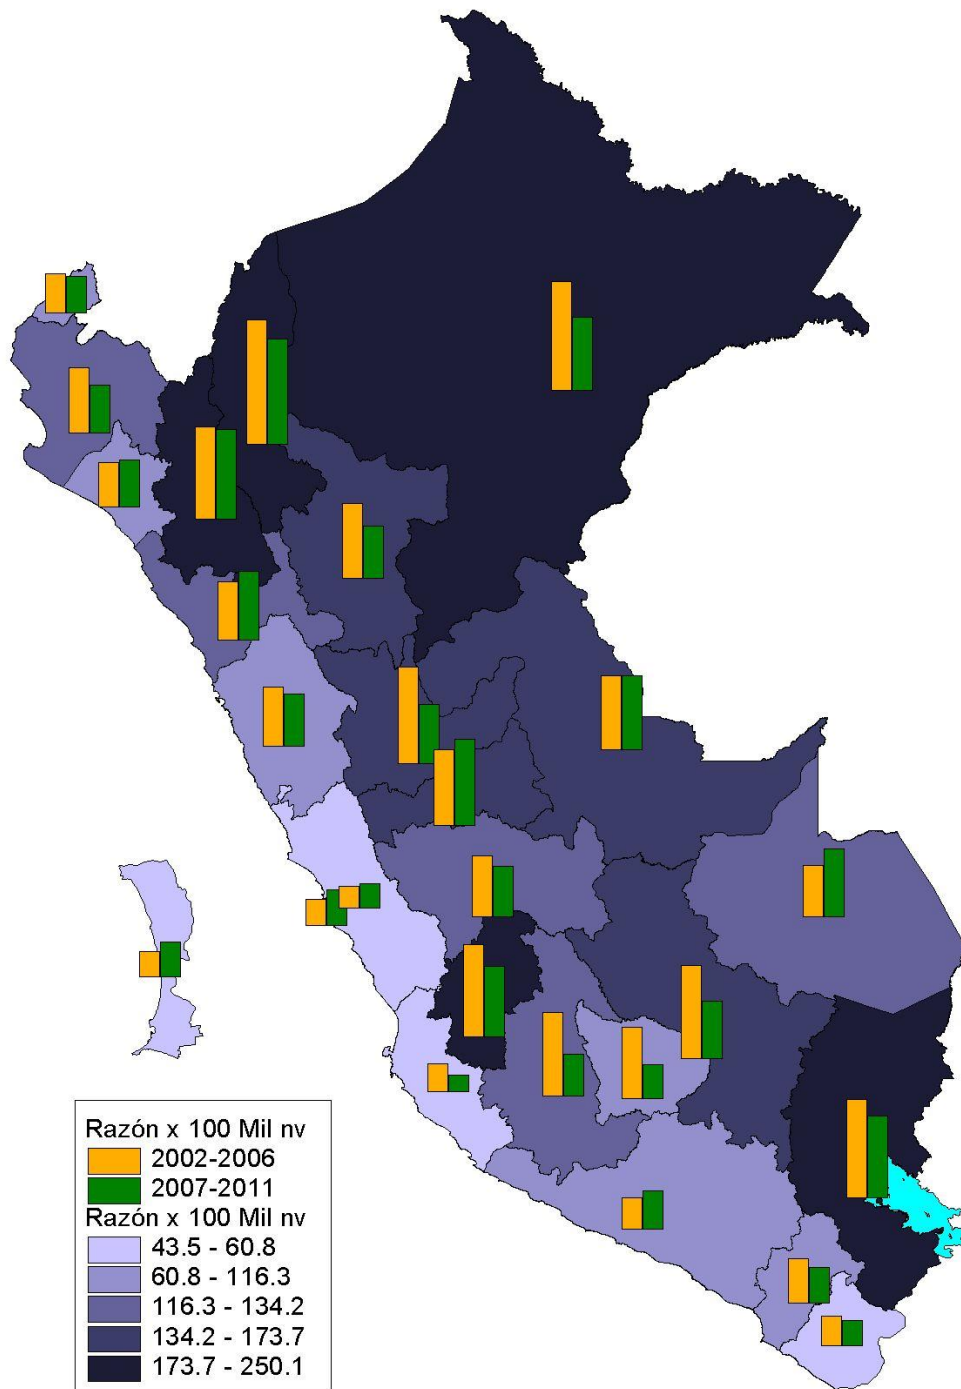 Razón x 100 Mil nv
2002-2006
2007-2011
Razón x 100 Mil nv
43.5 - 60.8
60.8 - 116.3
116.3 - 134.2
134.2 - 173.7
173.7 - 250.1